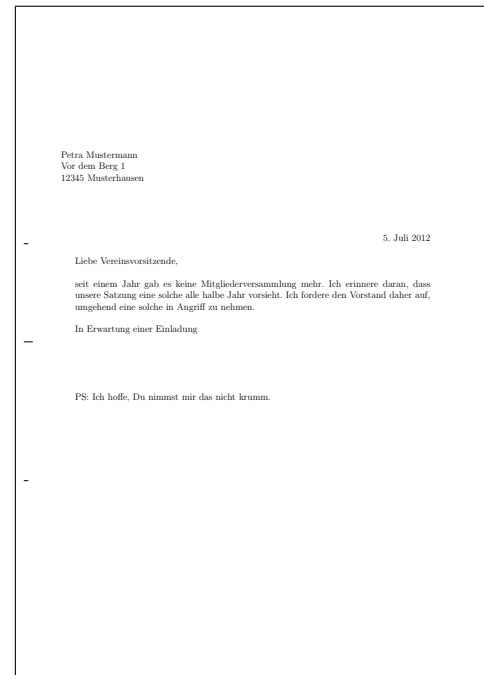 Petra Mustermann
Vor dem Berg 1
12345 Musterhausen
5. Juli 2012
Liebe Vereinsvorsitzende,
seit einem Jahr gab es keine Mitgliederversammlung mehr. Ich erinnere daran, dass
unsere Satzung eine solche alle halbe Jahr vorsieht. Ich fordere den Vorstand daher auf,
umgehend eine solche in Angriff zu nehmen.
In Erwartung einer Einladung
PS: Ich hoffe, Du nimmst mir das nicht krumm.